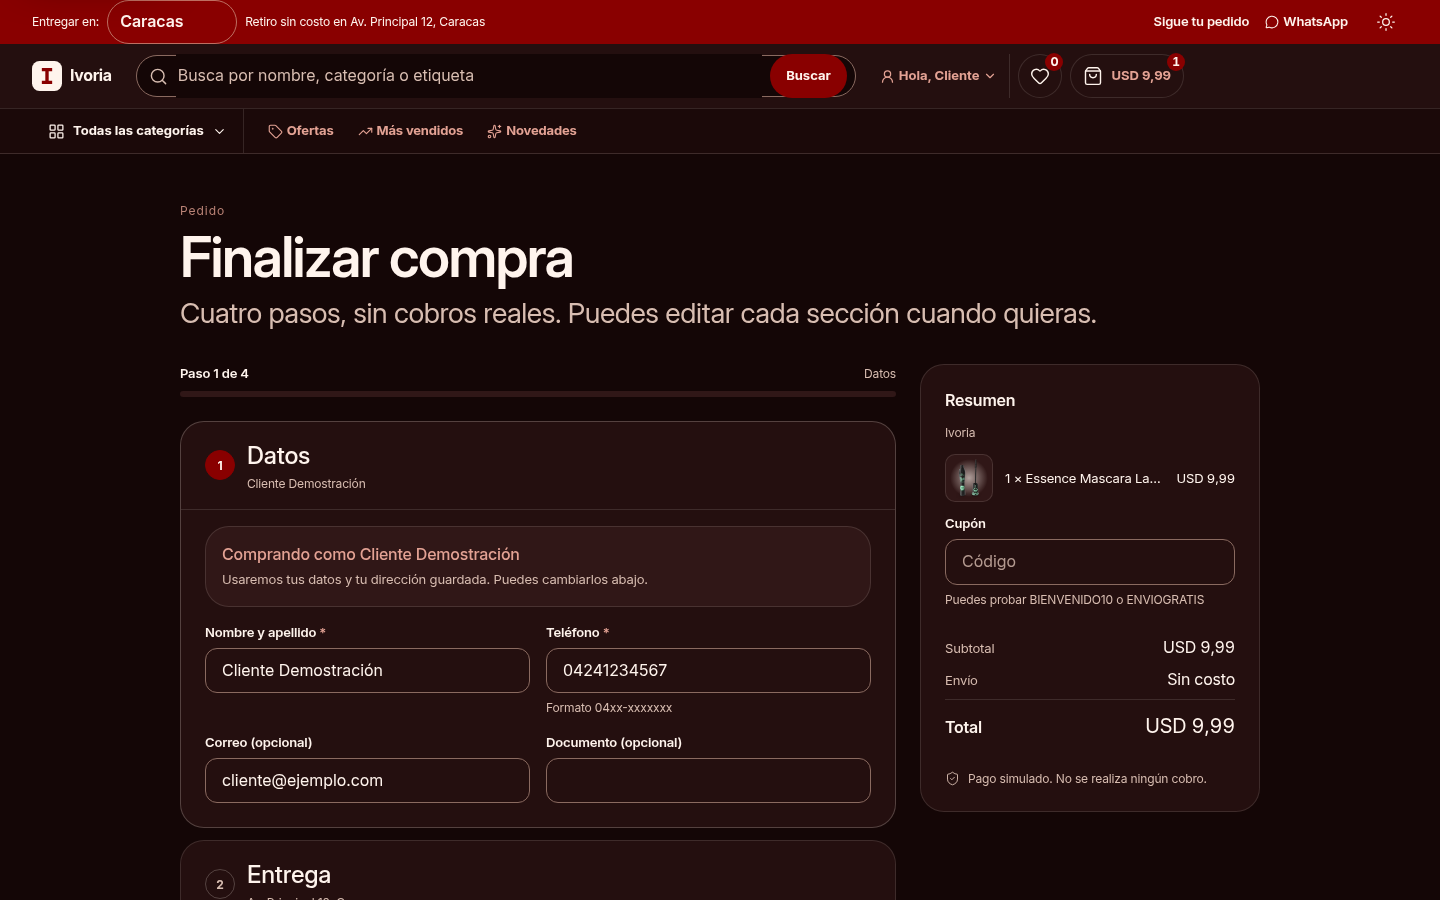 Entregar en: Caracas Retiro sin costo en Av. Principal 12, Caracas Sigue tu pedido WhatsApp
I Ivoria Busca por nombre, categoría o etiqueta Buscar Hola, Cliente 0 USD 9,99 1
Todas las categorías Ofertas Más vendidos Novedades
Pedido
Finalizar compra
Cuatro pasos, sin cobros reales. Puedes editar cada sección cuando quieras.
Paso 1 de 4 Datos
1 Datos
Cliente Demostración
Comprando como Cliente Demostración
Usaremos tus datos y tu dirección guardada. Puedes cambiarlos abajo.
Nombre y apellido * Teléfono *
Cliente Demostración 04241234567
Formato 04xx-xxxxxxx
Correo (opcional) Documento (opcional)
cliente@ejemplo.com
2 Entrega
Resumen
Ivoria
1 × Essence Mascara La... USD 9,99
Cupón
Código
Puedes probar BIENVENIDO10 o ENVIOGRATIS
Subtotal USD 9,99
Envío Sin costo
Total USD 9,99
Pago simulado. No se realiza ningún cobro.